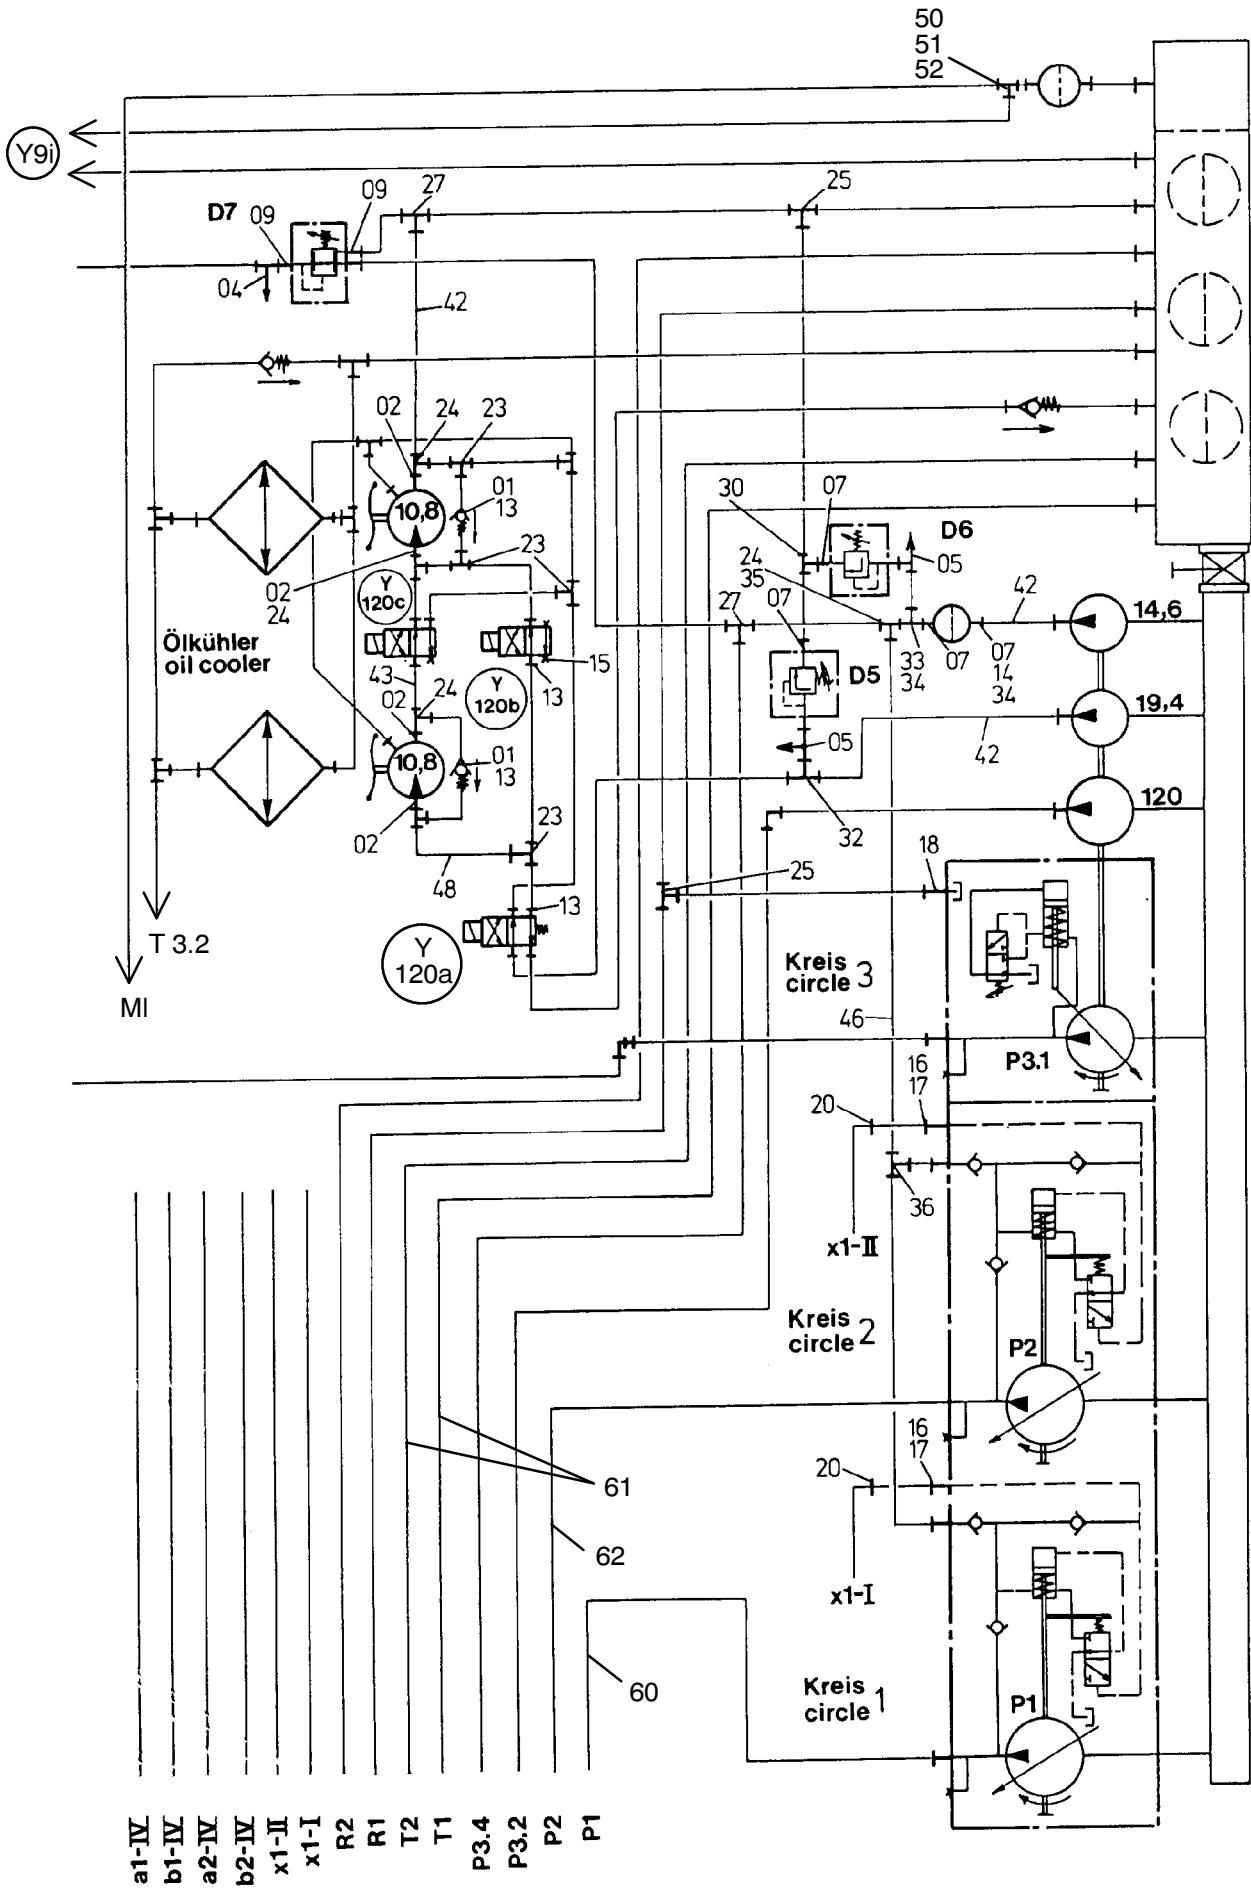 50
51
52
Y9i
D7
09
09
27
25
04
42
02
24
23
10,8
01
13
30
07
D6
23
24
35
05
02
24
Y
120c
27
07
42
14,6
Ölkühler
oil cooler
15
33
34
07
07
14
34
43
24
13
D5
02
Y
120b
19,4
05
42
10,8
01
13
120
02
23
32
48
18
25
13
T 3.2
Y
120a
Kreis
circle 3
MI
46
16
17
P3.1
20
36
x1-II
Kreis
circle 2
P2
16
17
20
61
62
x1-I
60
Kreis
circle 1
P1
a1-IV
b1-IV
a2-IV
b2-IV
x1-II
x1-I
R2
R1
T2
T1
P3.4
P3.2
P2
P1